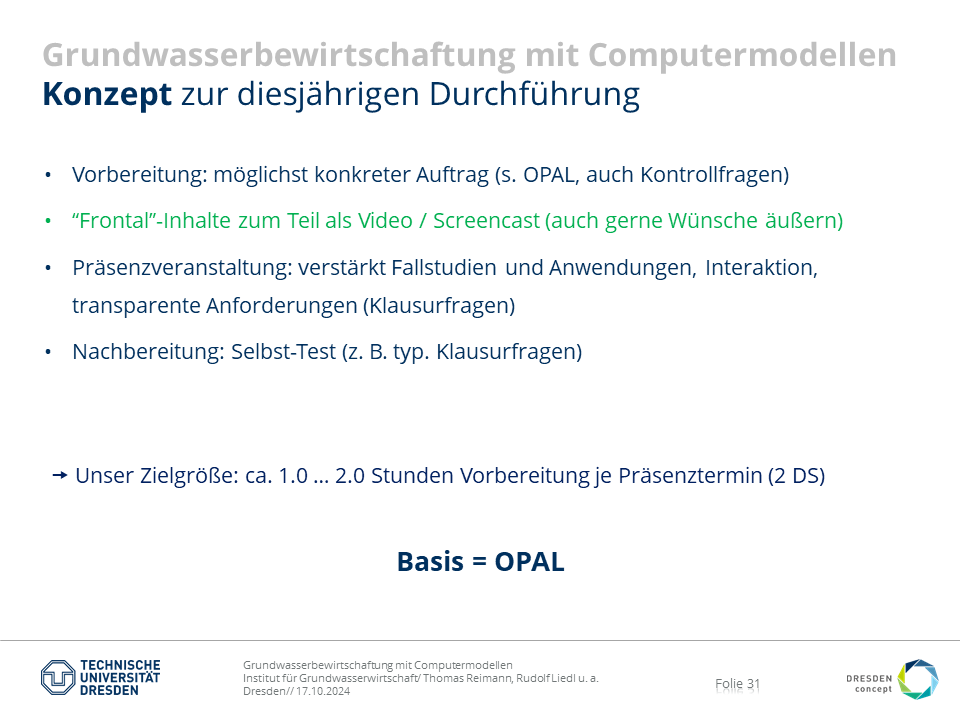 Grundwasserbewirtschaftung mit Computermodellen
Konzept zur diesjährigen Durchführung
• Vorbereitung: möglichst konkreter Auftrag (s. OPAL, auch Kontrollfragen)
• “Frontal”-Inhalte zum Teil als Video / Screencast (auch gerne Wünsche äußern)
• Präsenzveranstaltung: verstärkt Fallstudien und Anwendungen, Interaktion,
transparente Anforderungen (Klausurfragen)
• Nachbereitung: Selbst-Test (z. B. typ. Klausurfragen)
➞ Unser Zielgröße: ca. 1.0 … 2.0 Stunden Vorbereitung je Präsenztermin (2 DS)
Basis = OPAL
TECHNISCHE
UNIVERSITÄT
DRESDEN
Grundwasserbewirtschaftung mit Computermodellen
Institut für Grundwasserwirtschaft/ Thomas Reimann, Rudolf Liedl u. a.
Dresden// 17.10.2024
Folie 31
DRESDEN
concept